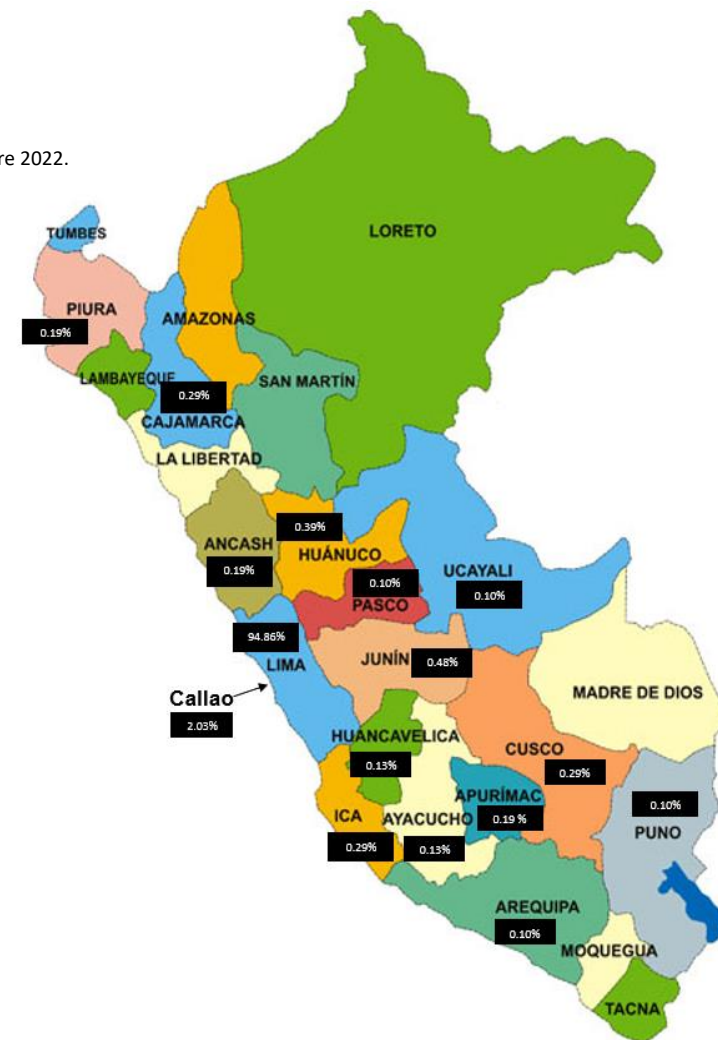 re 2022.
LORETO
TUMBES
PIURA
0.19%
AMAZONAS
LAMBAYEQUE
0.29%
CAJAMARCA
SAN MARTÍN
LA LIBERTAD
0.39%
ANCASH
0.19%
HUÁNUCO
0.10%
PASCO
UCAYALI
0.10%
94.86%
LIMA
JUNÍN
0.48%
Callao
2.03%
MADRE DE DIOS
HUANCAVELICA
0.13%
CUSCO
0.29%
APURÍMAC
0.19 %
ICA
0.29%
AYACUCHO
0.13%
0.10%
PUNO
AREQUIPA
0.10%
MOQUEGUA
TACNA